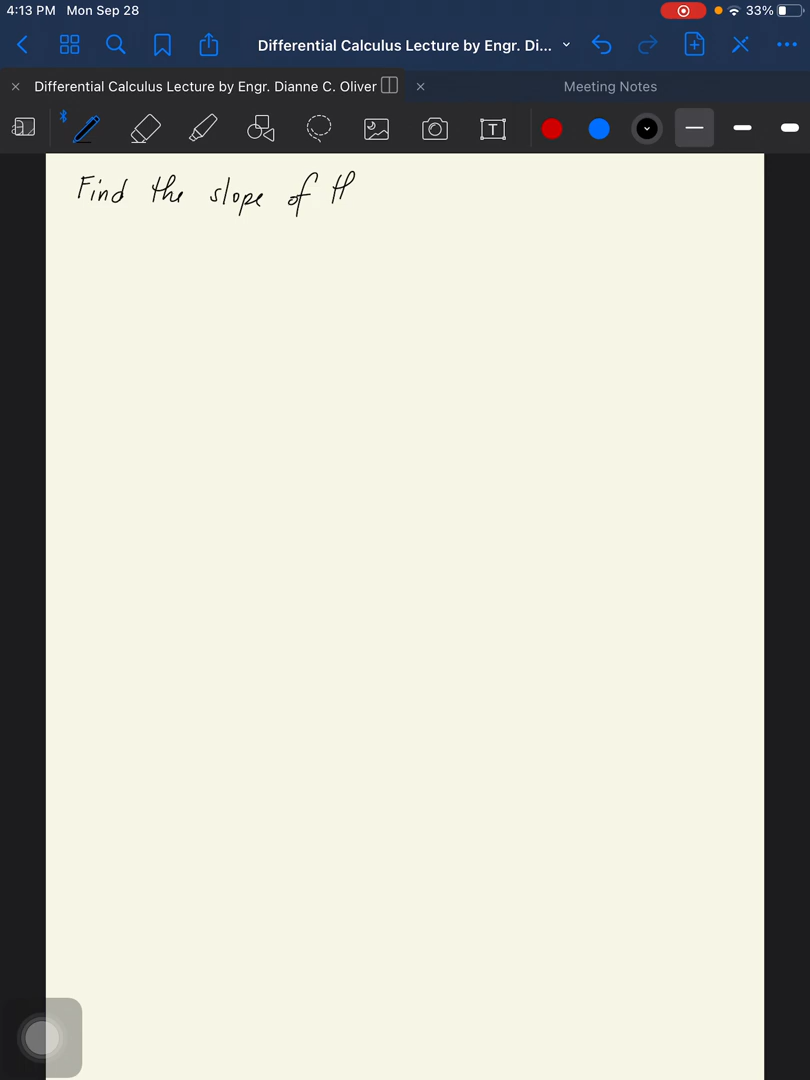 4:13 PM Mon Sep 28 33%
Differential Calculus Lecture by Engr. Di...
Differential Calculus Lecture by Engr. Dianne C. Oliver Meeting Notes
T
Find the slope of th